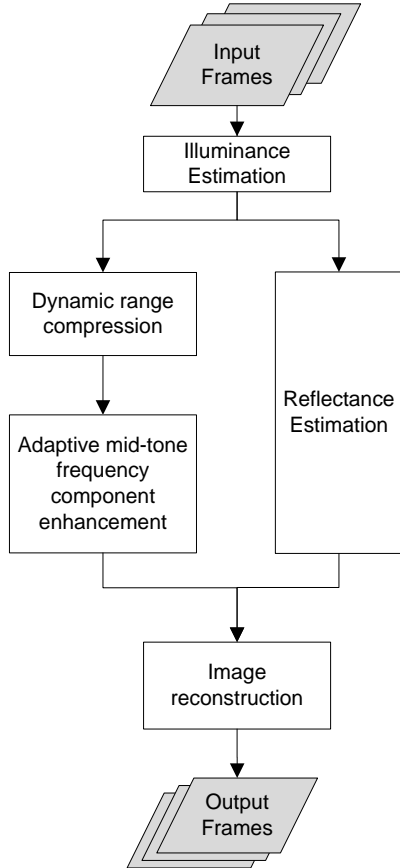 Input
Frames
Illuminance
Estimation
Dynamic range
compression
Adaptive mid-tone
frequency
component
enhancement
Reflectance
Estimation
Image
reconstruction
Output
Frames